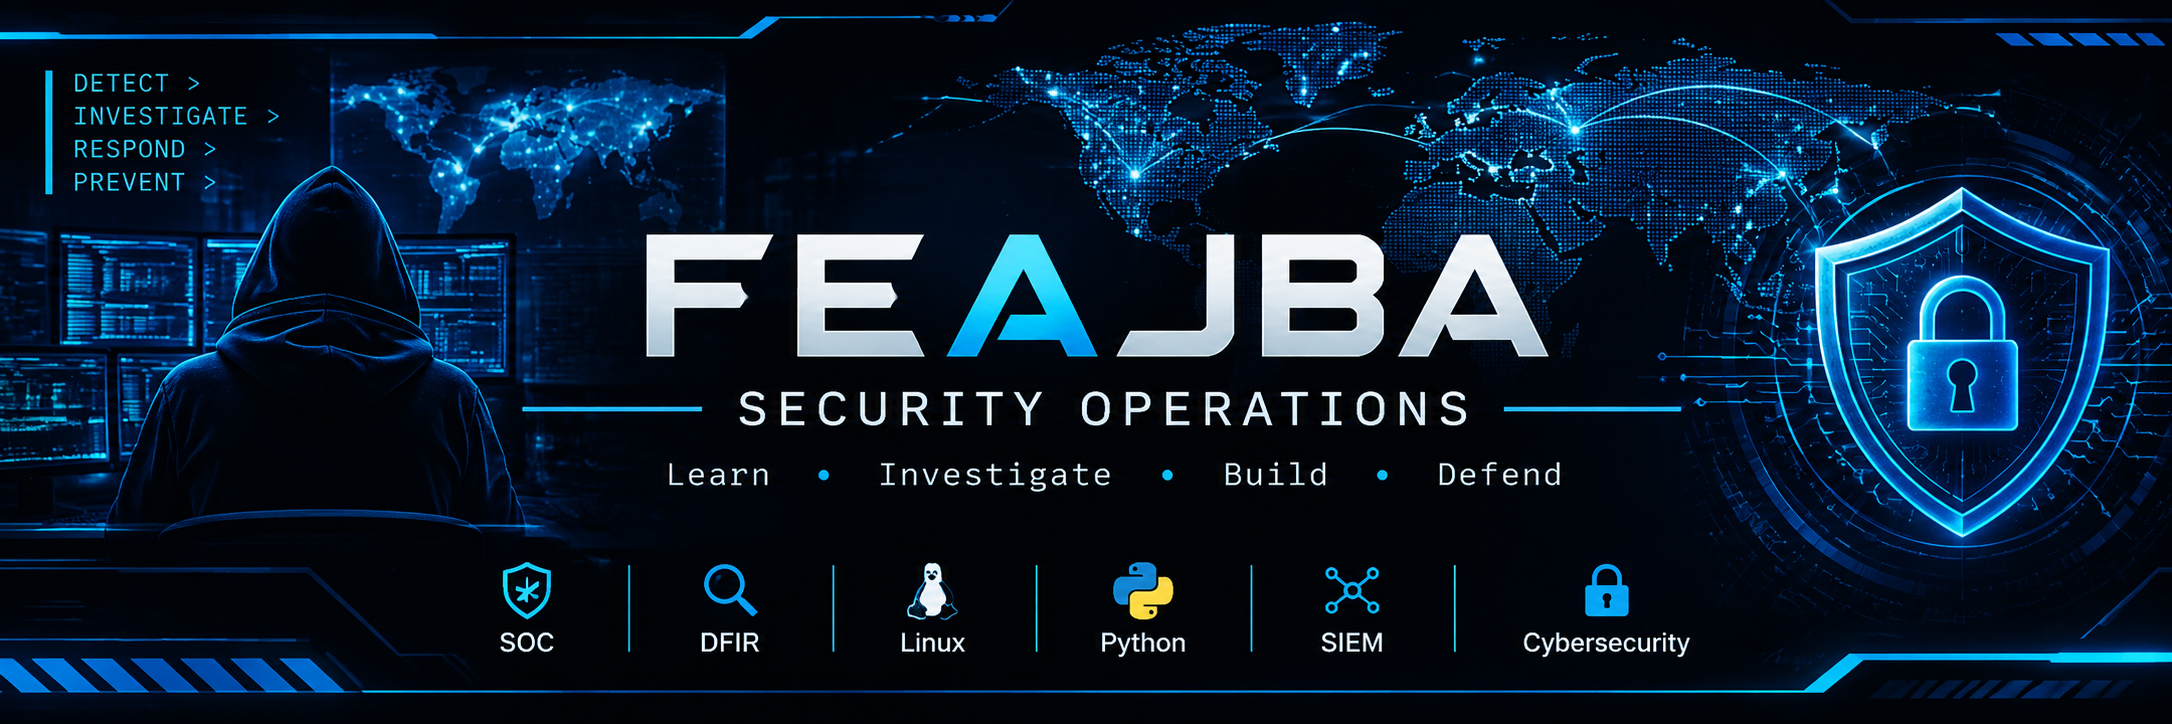 DETECT >
INVESTIGATE >
RESPOND >
PREVENT >
FEAJBA
SECURITY OPERATIONS
Learn • Investigate • Build • Defend
SOC
DFIR
Linux
Python
SIEM
Cybersecurity